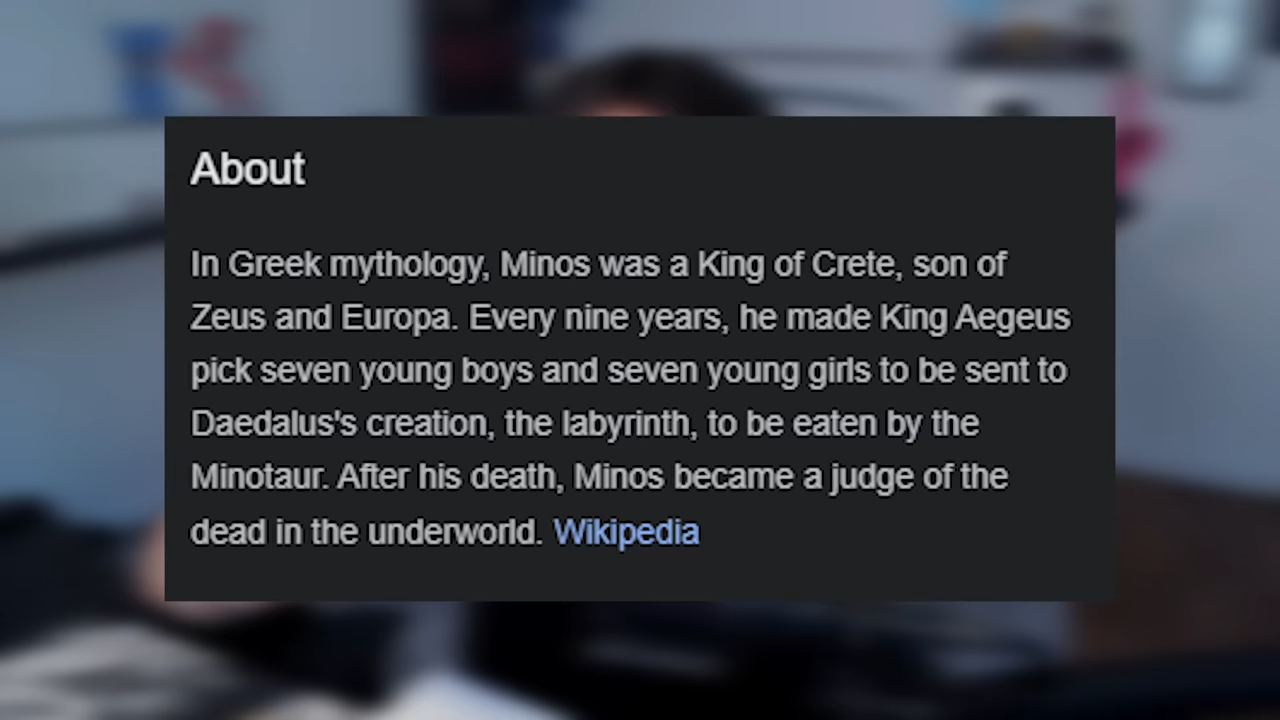 About
In Greek mythology, Minos was a King of Crete, son of
Zeus and Europa. Every nine years, he made King Aegeus
pick seven young boys and seven young girls to be sent to
Daedalus's creation, the labyrinth, to be eaten by the
Minotaur. After his death, Minos became a judge of the
dead in the underworld. Wikipedia